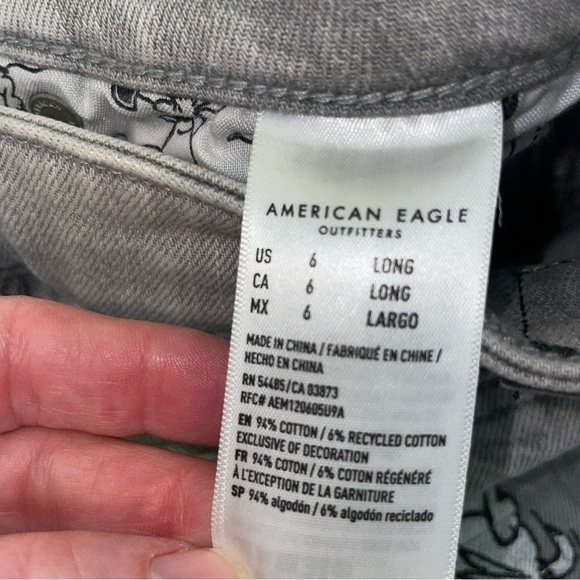 AMERICAN EAGLE
OUTFITTERS
US 6 LONG
CA 6 LONG
MX 6 LARGO
MADE IN CHINA / FABRIQUÉ EN CHINE /
HECHO EN CHINA
RN 54485/CA 03873
RFC# AEM120605U9A
EN 94% COTTON / 6% RECYCLED COTTON
EXCLUSIVE OF DECORATION
FR 94% COTON / 6% COTON RÉGÉNÉRÉ
À L'EXCEPTION DE LA GARNITURE
SP 94% algodón / 6% algodón reciclado